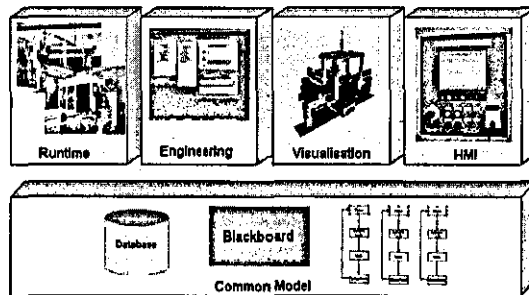 Runtime
Engineering
Visualisation
HMI
Database
Blackboard
Common Model